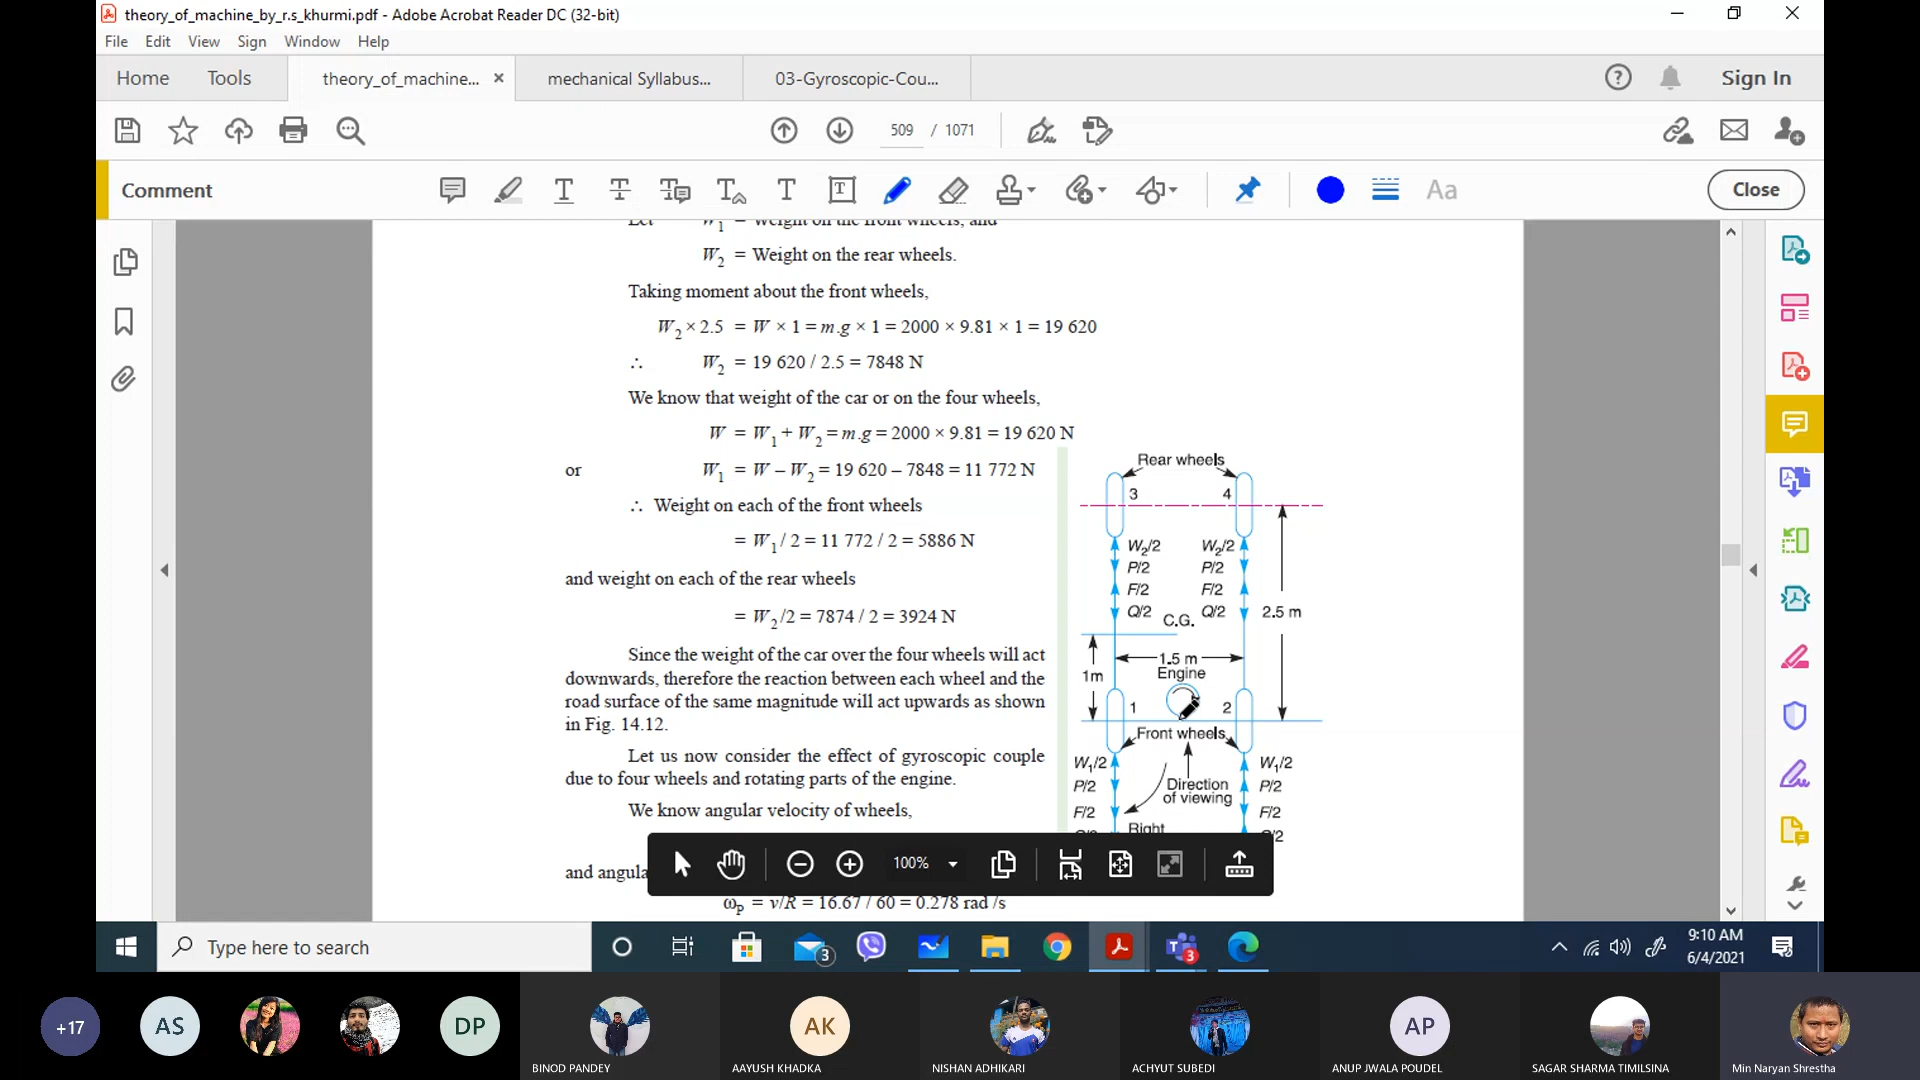 theory_of_machine_by_r.s_khurmi.pdf - Adobe Acrobat Reader DC (32-bit)
File Edit View Sign Window Help
Home Tools theory_of_machine... × mechanical Syllabus... 03-Gyroscopic-Cou... Sign In
509 / 1071
Comment Aa Close
Let W1 = Weight on the front wheels, and
W2 = Weight on the rear wheels.
Taking moment about the front wheels,
W2 × 2.5 = W × 1 = m.g × 1 = 2000 × 9.81 × 1 = 19 620
∴ W2 = 19 620 / 2.5 = 7848 N
We know that weight of the car or on the four wheels,
W = W1 + W2 = m.g = 2000 × 9.81 = 19 620 N
or W1 = W – W2 = 19 620 – 7848 = 11 772 N
∴ Weight on each of the front wheels
= W1 / 2 = 11 772 / 2 = 5886 N
and weight on each of the rear wheels
= W2 /2 = 7874 / 2 = 3924 N
Since the weight of the car over the four wheels will act
downwards, therefore the reaction between each wheel and the
road surface of the same magnitude will act upwards as shown
in Fig. 14.12.
Let us now consider the effect of gyroscopic couple
due to four wheels and rotating parts of the engine.
We know angular velocity of wheels,
and angula
ωp = v/R = 16.67 / 60 = 0.278 rad /s
Rear wheels
3 4
W2/2 W2/2
P/2 P/2
F/2 F/2
Q/2 Q/2
C.G.
2.5 m
1.5 m
1m
Engine
1 2
Front wheels
W1/2 W1/2
P/2 P/2
Direction
of viewing
F/2 F/2
Right
100%
Type here to search
3
3
9:10 AM
6/4/2021
+17 AS DP AK AP
BINOD PANDEY AAYUSH KHADKA NISHAN ADHIKARI ACHYUT SUBEDI ANUP JWALA POUDEL SAGAR SHARMA TIMILSINA Min Naryan Shrestha